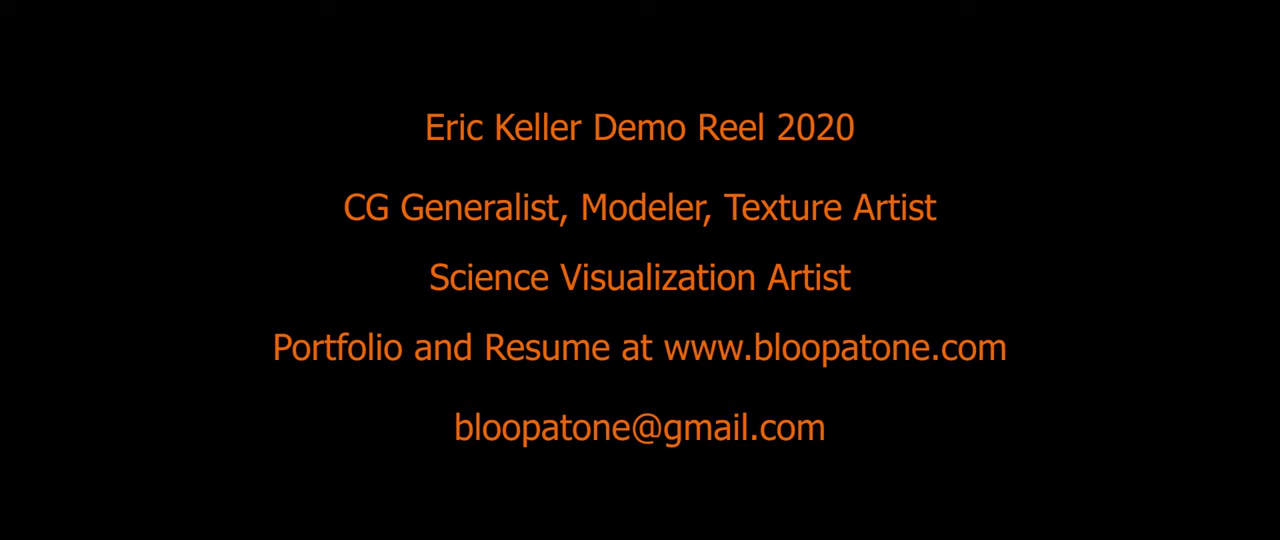 Eric Keller Demo Reel 2020
CG Generalist, Modeler, Texture Artist
Science Visualization Artist
Portfolio and Resume at www.bloopatone.com
bloopatone@gmail.com